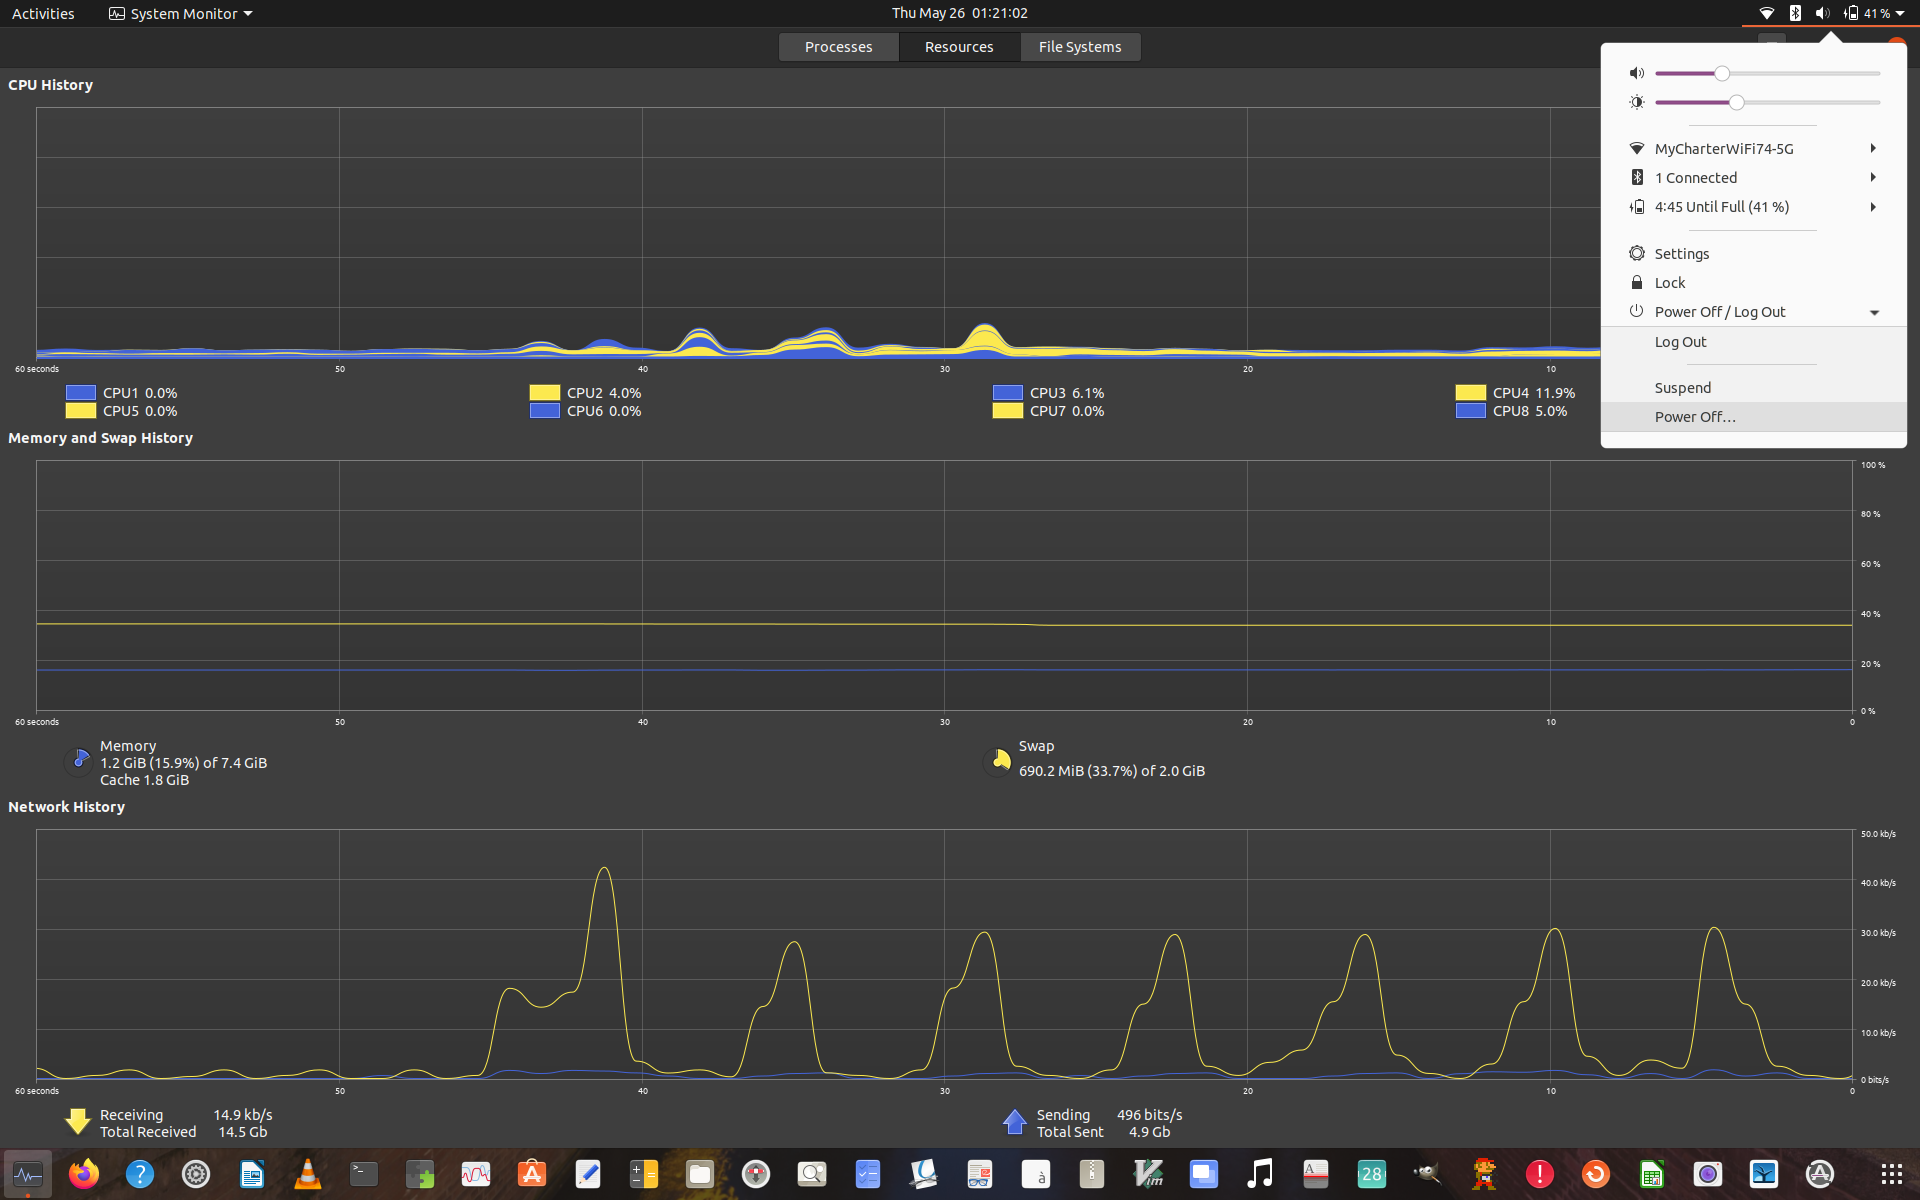 Activities
System Monitor
Thu May 26 01:21:02
41 %
Processes
Resources
File Systems
CPU History
60 seconds
50
40
30
20
10
CPU1 0.0%
CPU2 4.0%
CPU3 6.1%
CPU4 11.9%
CPU5 0.0%
CPU6 0.0%
CPU7 0.0%
CPU8 5.0%
MyCharterWiFi74-5G
1 Connected
4:45 Until Full (41 %)
Settings
Lock
Power Off / Log Out
Log Out
Suspend
Power Off…
Memory and Swap History
100 %
80 %
60 %
40 %
20 %
0 %
60 seconds
50
40
30
20
10
0
Memory
1.2 GiB (15.9%) of 7.4 GiB
Cache 1.8 GiB
Swap
690.2 MiB (33.7%) of 2.0 GiB
Network History
50.0 kb/s
40.0 kb/s
30.0 kb/s
20.0 kb/s
10.0 kb/s
0 bits/s
60 seconds
50
40
30
20
10
0
Receiving 14.9 kb/s
Total Received 14.5 Gb
Sending 496 bits/s
Total Sent 4.9 Gb
?
>_
à
Vim
A
28
!